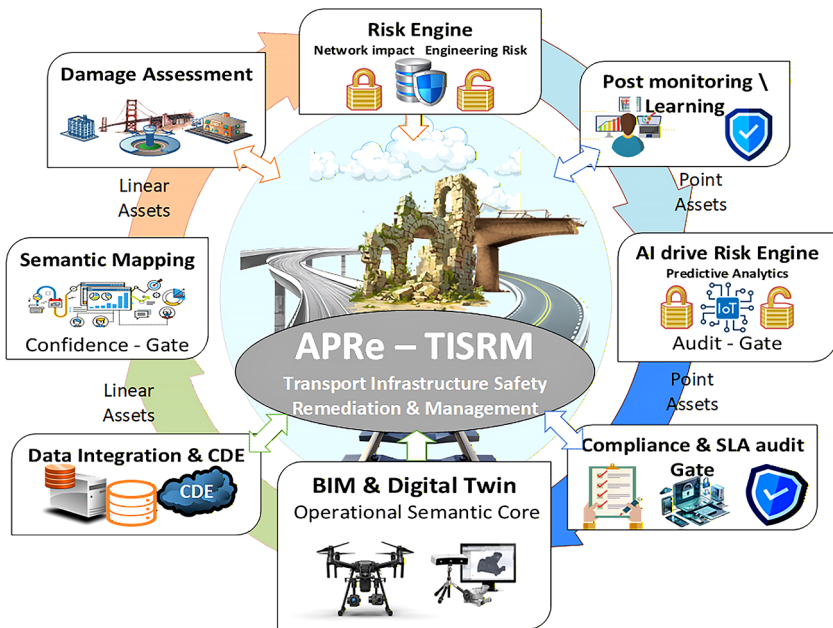 Risk Engine
Network impact Engineering Risk
Damage Assessment
Post monitoring \
Learning
Linear
Assets
Point
Assets
Semantic Mapping
Confidence - Gate
AI drive Risk Engine
Predictive Analytics
IoT
Audit - Gate
APRe – TISRM
Transport Infrastructure Safety
Remediation & Management
Linear
Assets
Point
Assets
Data Integration & CDE
CDE
BIM & Digital Twin
Operational Semantic Core
Compliance & SLA audit
Gate